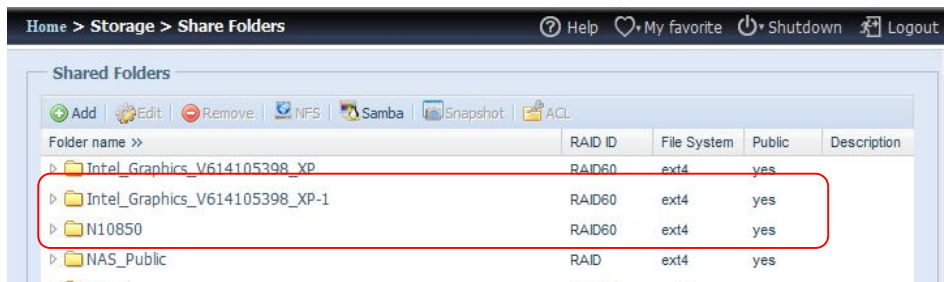 Home > Storage > Share Folders Help My favorite Shutdown Logout
Shared Folders
Add Edit Remove NFS Samba Snapshot ACL
Folder name >> RAID ID File System Public Description
Intel_Graphics_V614105398_XP RAID60 ext4 yes
Intel_Graphics_V614105398_XP-1 RAID60 ext4 yes
N10850 RAID60 ext4 yes
NAS_Public RAID ext4 yes